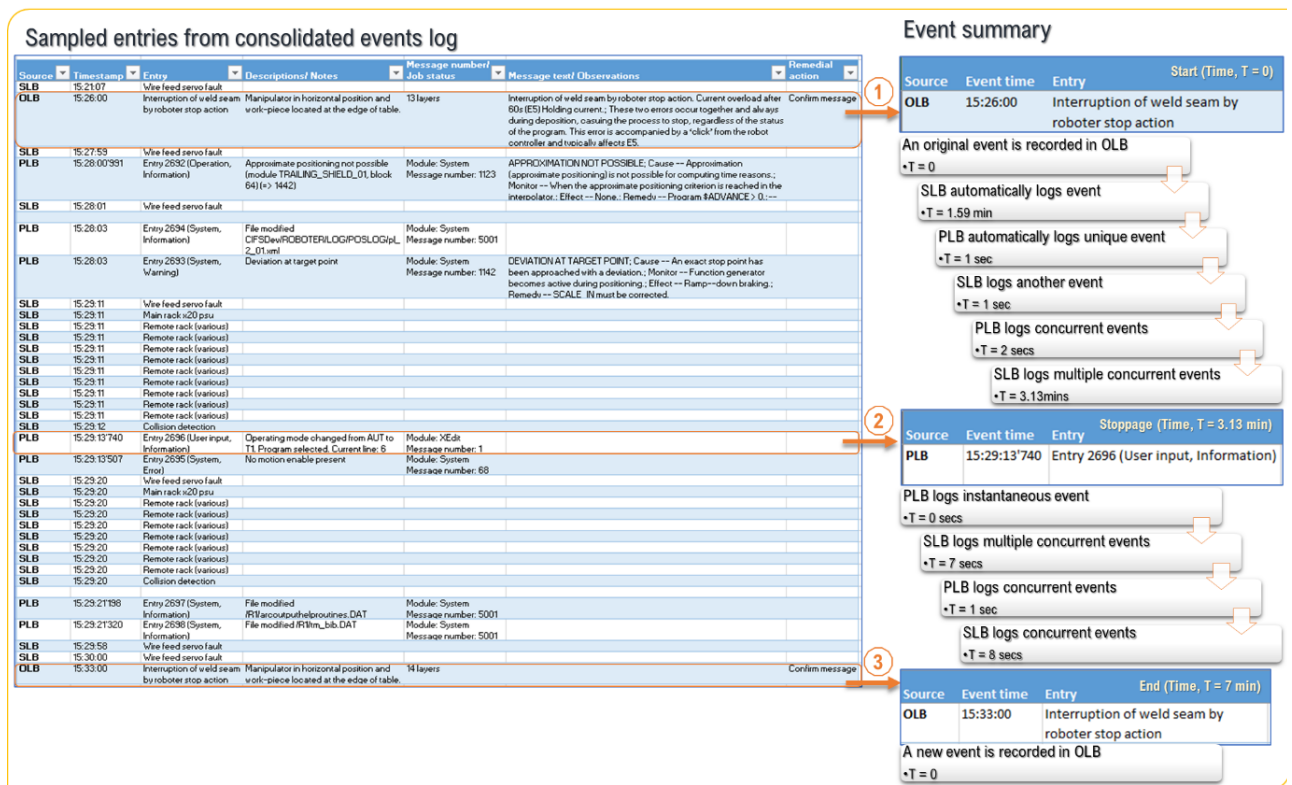 Sampled entries from consolidated events log
Source Timestamp Entry Descriptions/ Notes Message number/ Job status Message text/ Observations Remedial action
SLB 15:21:07 Wire feed servo fault
OLB 15:26:00 Interruption of weld seam by roboter stop action Manipulator in horizontal position and work-piece located at the edge of table. 13 layers Interruption of weld seam by roboter stop action. Current overload after 60s (E5) Holding current.; These two errors occur together and always during deposition, casuing the process to stop, regardless of the status of the program. This error is accompanied by a 'click' from the robot controller and typically affects E5. Confirm message
SLB 15:27:59 Wire feed servo fault
PLB 15:28:00'991 Entry 2692 (Operation, Information) Approximate positioning not possible (module TRAILING_SHIELD_01, block 64) (=> 1442) Module: System Message number: 1123 APPROXIMATION NOT POSSIBLE; Cause -- Approximation (approximate positioning) is not possible for computing time reasons.; Monitor -- When the approximate positioning criterion is reached in the interpolator.; Effect -- None.; Remedy -- Program $ADVANCE > 0.; --
SLB 15:28:01 Wire feed servo fault
PLB 15:28:03 Entry 2694 (System, Information) File modified CIFSDev/ROBOTER/LOG/POSLOG/pl_2_01.xml Module: System Message number: 5001
PLB 15:28:03 Entry 2693 (System, Warning) Deviation at target point Module: System Message number: 1142 DEVIATION AT TARGET POINT; Cause -- An exact stop point has been approached with a deviation.; Monitor -- Function generator becomes active during positioning.; Effect -- Ramp--down braking.; Remedy -- SCALE_IN must be corrected.
SLB 15:29:11 Wire feed servo fault
SLB 15:29:11 Main rack x20 psu
SLB 15:29:11 Remote rack (various)
SLB 15:29:11 Remote rack (various)
SLB 15:29:11 Remote rack (various)
SLB 15:29:11 Remote rack (various)
SLB 15:29:11 Remote rack (various)
SLB 15:29:11 Remote rack (various)
SLB 15:29:11 Remote rack (various)
SLB 15:29:11 Remote rack (various)
SLB 15:29:11 Remote rack (various)
SLB 15:29:12 Collision detection
PLB 15:29:13'740 Entry 2696 (User input, Information) Operating mode changed from AUT to T1. Program selected. Current line: 6 Module: XEdit Message number: 1
PLB 15:29:13'507 Entry 2695 (System, Error) No motion enable present Module: System Message number: 68
SLB 15:29:20 Wire feed servo fault
SLB 15:29:20 Main rack x20 psu
SLB 15:29:20 Remote rack (various)
SLB 15:29:20 Remote rack (various)
SLB 15:29:20 Remote rack (various)
SLB 15:29:20 Remote rack (various)
SLB 15:29:20 Remote rack (various)
SLB 15:29:20 Remote rack (various)
SLB 15:29:20 Remote rack (various)
SLB 15:29:20 Collision detection
PLB 15:29:21'198 Entry 2697 (System, Information) File modified /R1/arcoutputhelproutines.DAT Module: System Message number: 5001
PLB 15:29:21'320 Entry 2698 (System, Information) File modified /R1/tm_bib.DAT Module: System Message number: 5001
SLB 15:29:58 Wire feed servo fault
SLB 15:30:00 Wire feed servo fault
OLB 15:33:00 Interruption of weld seam by roboter stop action Manipulator in horizontal position and work-piece located at the edge of table. 14 layers Confirm message
Event summary
1
Start (Time, T = 0)
Source Event time Entry
OLB 15:26:00 Interruption of weld seam by
roboter stop action
An original event is recorded in OLB
•T = 0
SLB automatically logs event
•T = 1.59 min
PLB automatically logs unique event
•T = 1 sec
SLB logs another event
•T = 1 sec
PLB logs concurrent events
•T = 2 secs
SLB logs multiple concurrent events
•T = 3.13mins
2
Stoppage (Time, T = 3.13 min)
Source Event time Entry
PLB 15:29:13'740 Entry 2696 (User input, Information)
PLB logs instantaneous event
•T = 0 secs
SLB logs multiple concurrent events
•T = 7 secs
PLB logs concurrent events
•T = 1 sec
SLB logs concurrent events
•T = 8 secs
3
End (Time, T = 7 min)
Source Event time Entry
OLB 15:33:00 Interruption of weld seam by
roboter stop action
A new event is recorded in OLB
•T = 0